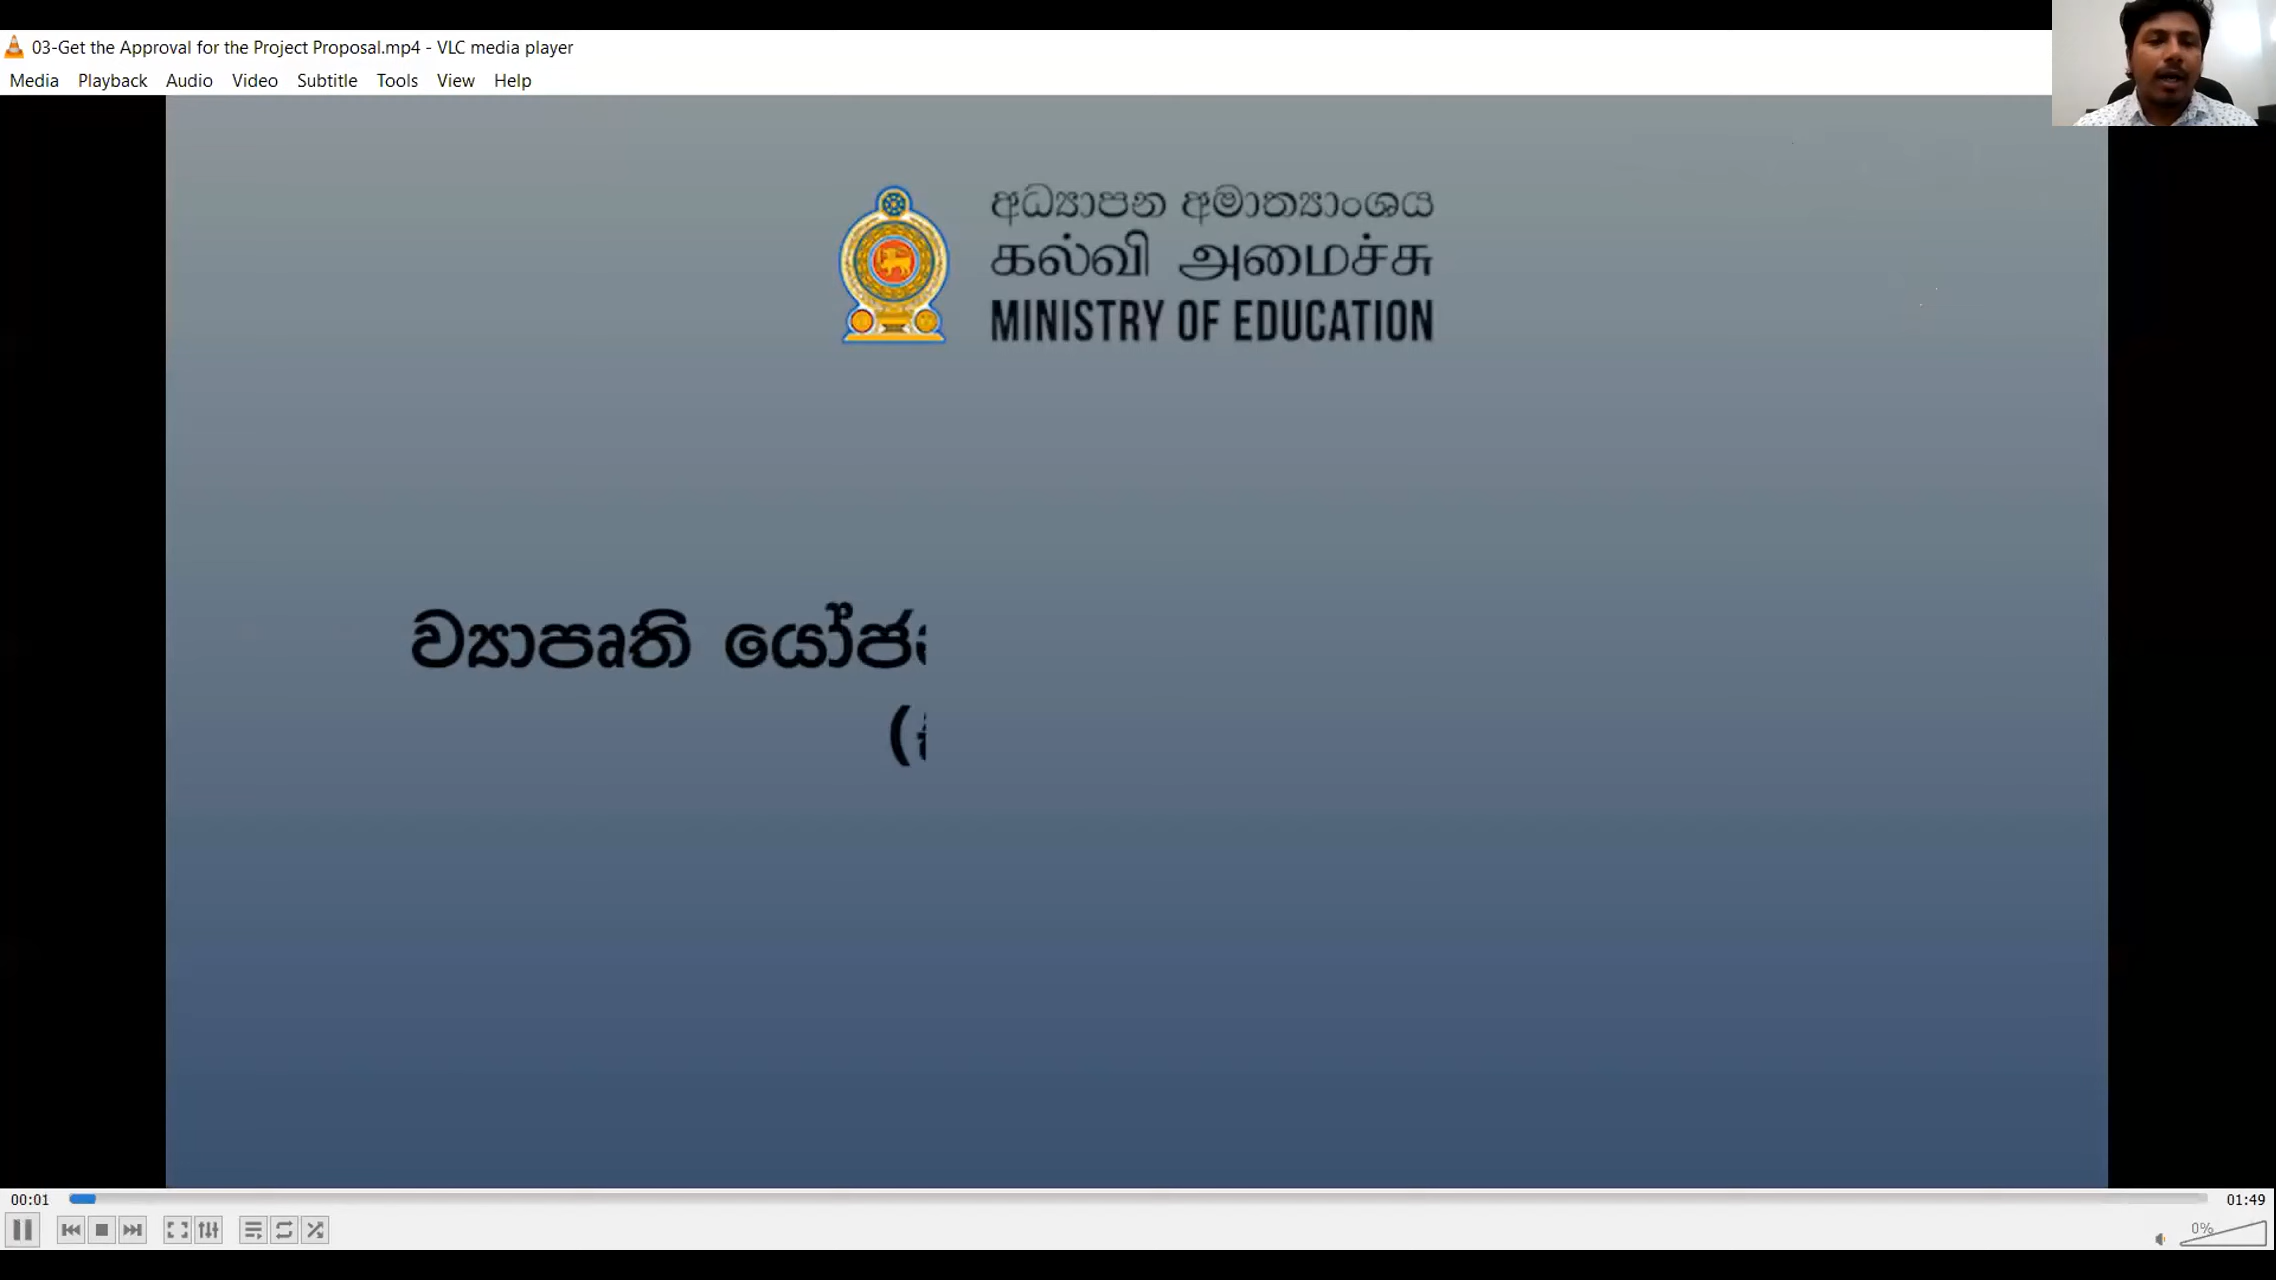 03-Get the Approval for the Project Proposal.mp4 - VLC media player
Media Playback Audio Video Subtitle Tools View Help
අධ්‍යාපන අමාත්‍යාංශය
கல்வி அமைச்சு
MINISTRY OF EDUCATION
ව්‍යාපෘති යෝජ
(
00:01
01:49
0%